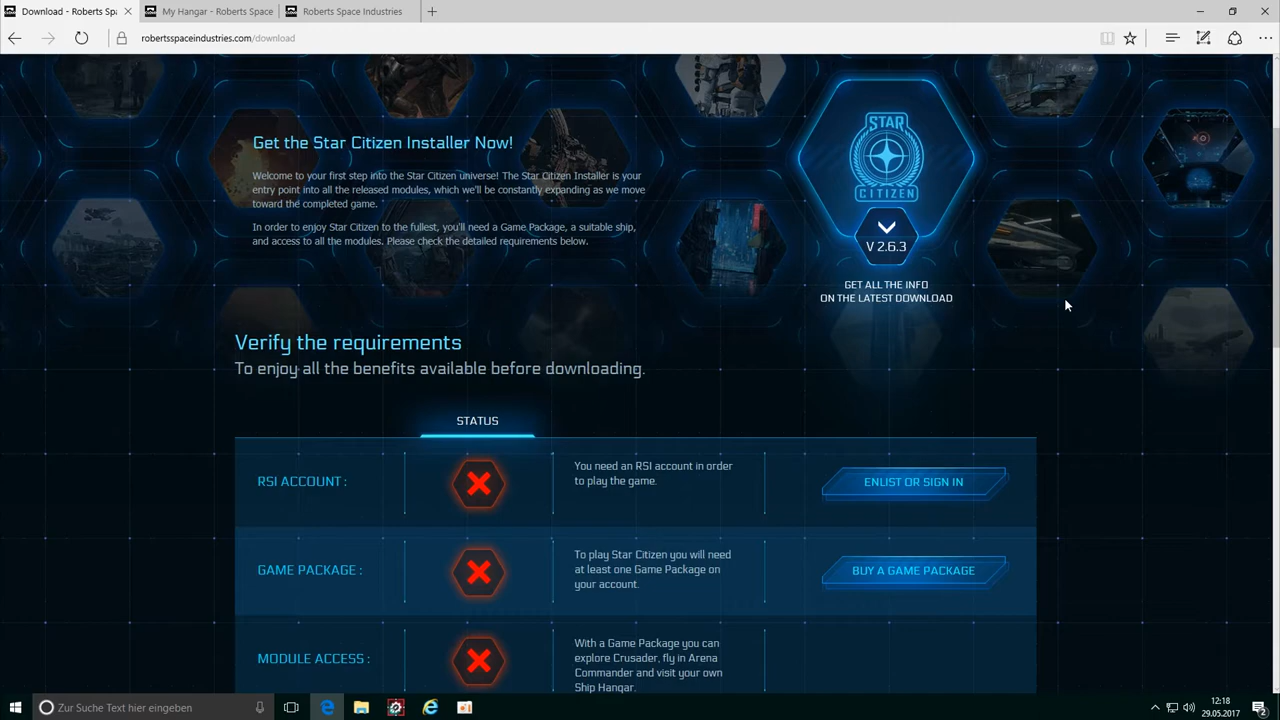 Download - Roberts Spa
My Hangar - Roberts Space
Roberts Space Industries
robertsspaceindustries.com/download
Get the Star Citizen Installer Now!
Welcome to your first step into the Star Citizen universe! The Star Citizen Installer is your
entry point into all the released modules, which we'll be constantly expanding as we move
toward the completed game.
In order to enjoy Star Citizen to the fullest, you'll need a Game Package, a suitable ship,
and access to all the modules. Please check the detailed requirements below.
STAR
CITIZEN
V 2.6.3
GET ALL THE INFO
ON THE LATEST DOWNLOAD
Verify the requirements
To enjoy all the benefits available before downloading.
STATUS
RSI ACCOUNT :
You need an RSI account in order
to play the game.
ENLIST OR SIGN IN
GAME PACKAGE :
To play Star Citizen you will need
at least one Game Package on
your account.
BUY A GAME PACKAGE
MODULE ACCESS :
With a Game Package you can
explore Crusader, fly in Arena
Commander and visit your own
Ship Hangar.
Zur Suche Text hier eingeben
12:18
29.05.2017
2